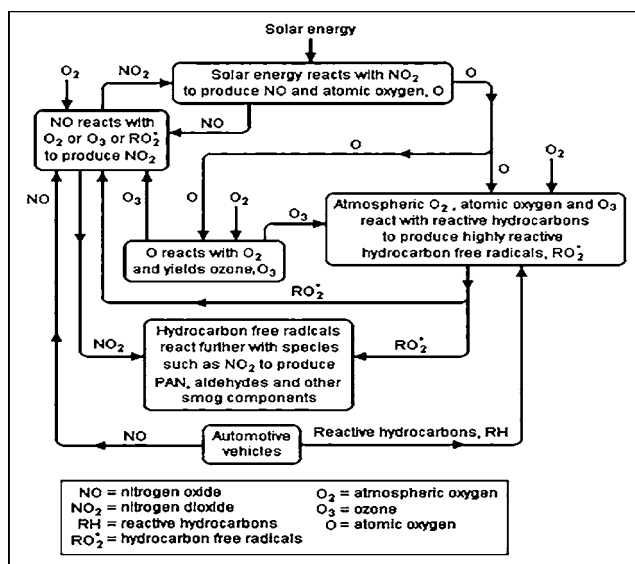 Solar energy
O₂
NO₂
Solar energy reacts with NO₂
to produce NO and atomic oxygen, O
O
NO reacts with
O₂ or O₃ or RO₂•
to produce NO₂
NO
O
O
O₂
NO
O₃
O
O₂
O₃
Atmospheric O₂, atomic oxygen and O₃
react with reactive hydrocarbons
to produce highly reactive
hydrocarbon free radicals, RO₂•
O reacts with O₂
and yields ozone,O₃
RO₂•
Hydrocarbon free radicals
react further with species
such as NO₂ to produce
PAN, aldehydes and other
smog components
NO₂
RO₂•
NO
Automotive
vehicles
Reactive hydrocarbons, RH
NO = nitrogen oxide
NO₂ = nitrogen dioxide
RH = reactive hydrocarbons
RO₂• = hydrocarbon free radicals
O₂ = atmospheric oxygen
O₃ = ozone
O = atomic oxygen